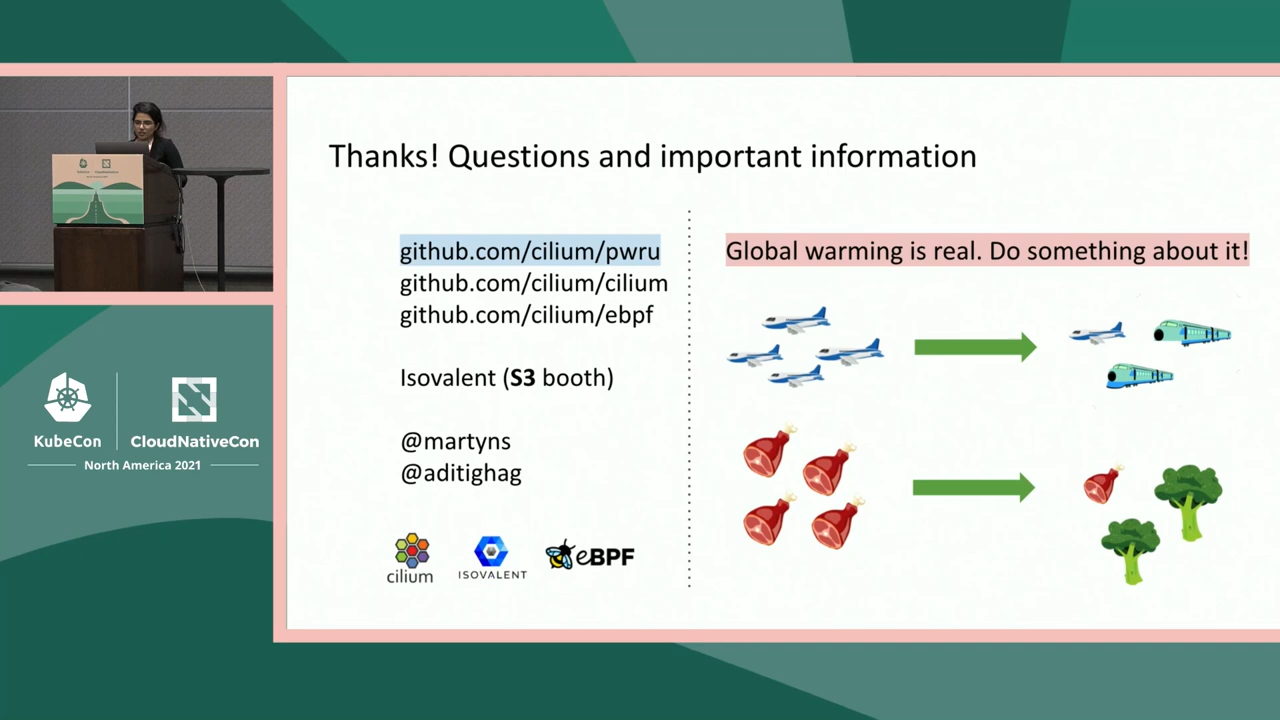 Thanks! Questions and important information
github.com/cilium/pwru
github.com/cilium/cilium
github.com/cilium/ebpf
Isovalent (S3 booth)
@martyns
@aditighag
cilium
ISOVALENT
eBPF
Global warming is real. Do something about it!
KubeCon
CloudNativeCon
North America 2021